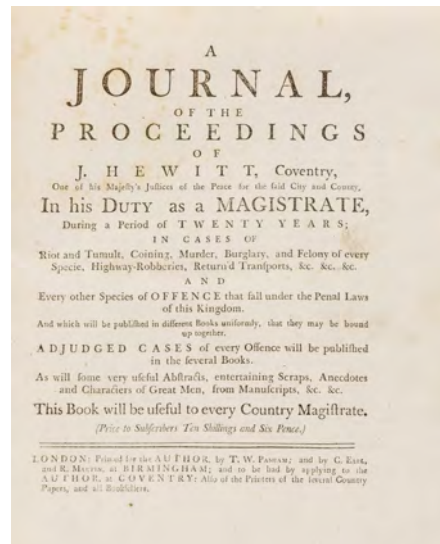 A
JOURNAL,
OF THE
PROCEEDINGS
OF
J. HEWITT, Coventry,
One of his Majesty's Justices of the Peace for the said City and County,
In his DUTY as a MAGISTRATE,
During a Period of TWENTY YEARS;
IN CASES OF
Riot and Tumult, Coining, Murder, Burglary, and Felony of every
Specie, Highway-Robberies, Return'd Transports, &c. &c. &c.
AND
Every other Species of OFFENCE that fall under the Penal Laws
of this Kingdom.
And which will be published in different Books uniformly, that they may be bound
up together.
ADJUDGED CASES of every Offence will be published
in the several Books.
As will some very useful Abstracts, entertaining Scraps, Anecdotes
and Characters of Great Men, from Manuscripts, &c. &c.
This Book will be useful to every Country Magistrate.
(Price to Subscribers Ten Shillings and Six Pence.)
LONDON: Printed for the AUTHOR, by T. W. and by C.
and R. at BIRMINGHAM; and to be had by applying to the
AUTHOR, at COVENTRY: Also of the Printers of the several Country
Papers, and all Booksellers.